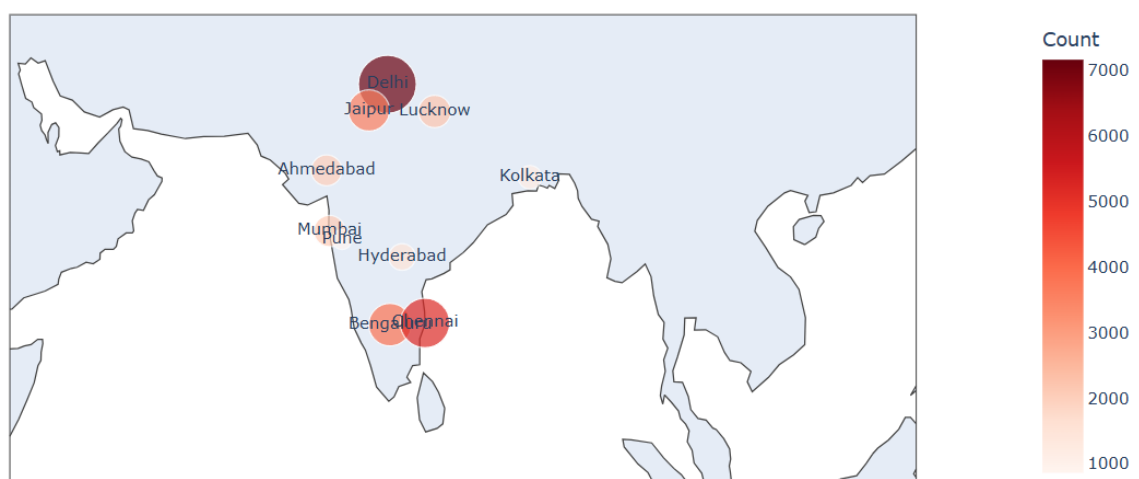 Delhi
Jaipur
Lucknow
Ahmedabad
Kolkata
Mumbai
Pune
Hyderabad
Bengaluru
Chennai
Count
7000
6000
5000
4000
3000
2000
1000